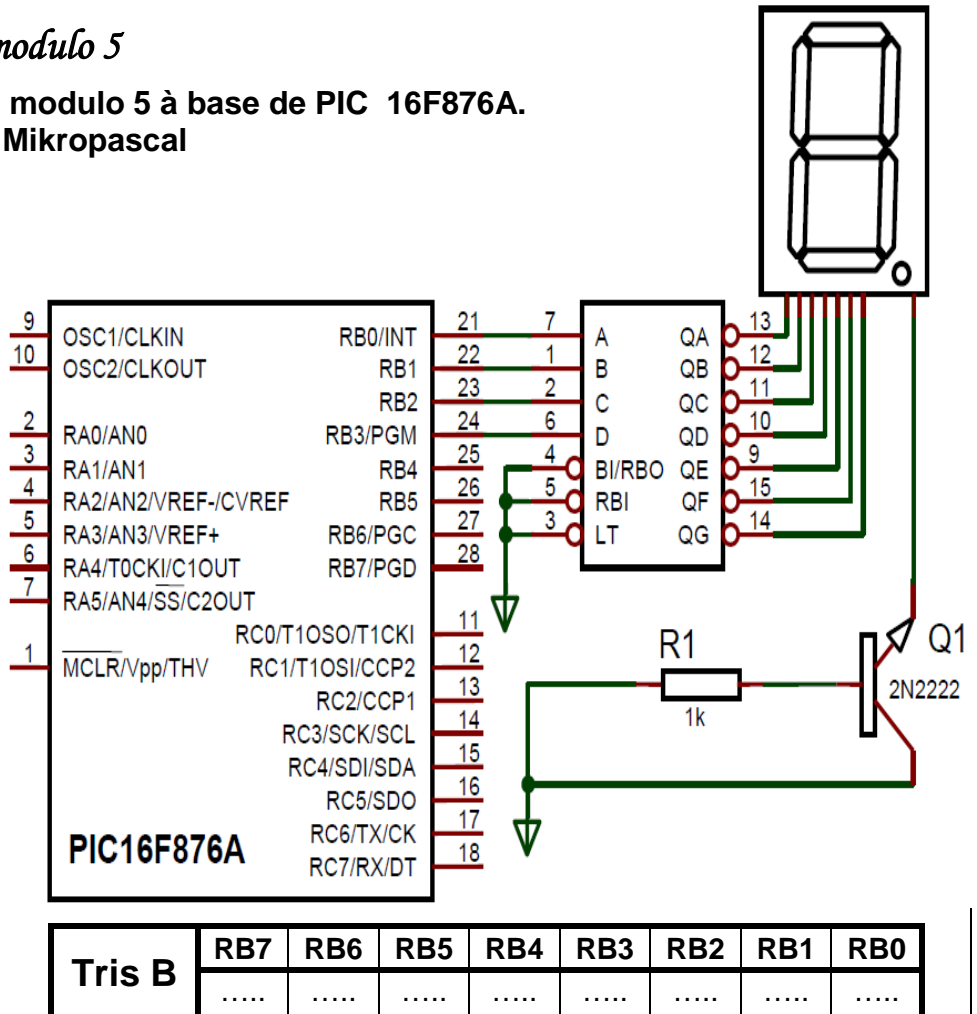 modulo 5
modulo 5 à base de PIC 16F876A.
Mikropascal
9 OSC1/CLKIN
10 OSC2/CLKOUT
2 RA0/AN0
3 RA1/AN1
4 RA2/AN2/VREF-/CVREF
5 RA3/AN3/VREF+
6 RA4/T0CKI/C1OUT
7 RA5/AN4/SS/C2OUT
1 MCLR/Vpp/THV
RB0/INT 21
RB1 22
RB2 23
RB3/PGM 24
RB4 25
RB5 26
RB6/PGC 27
RB7/PGD 28
RC0/T1OSO/T1CKI 11
RC1/T1OSI/CCP2 12
RC2/CCP1 13
RC3/SCK/SCL 14
RC4/SDI/SDA 15
RC5/SDO 16
RC6/TX/CK 17
RC7/RX/DT 18
PIC16F876A
7 A QA 13
1 B QB 12
2 C QC 11
6 D QD 10
4 BI/RBO QE 9
5 RBI QF 15
3 LT QG 14
R1
1k
Q1
2N2222
Tris B RB7 RB6 RB5 RB4 RB3 RB2 RB1 RB0
..... ..... ..... ..... ..... ..... ..... .....